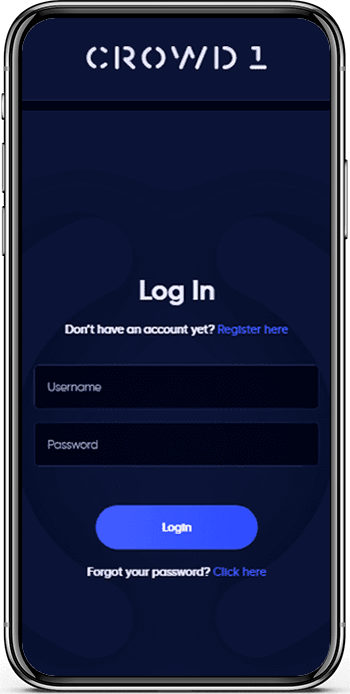 CROWD 1
Log In
Don't have an account yet? Register here
Username
Password
Login
Forgot your password? Click here